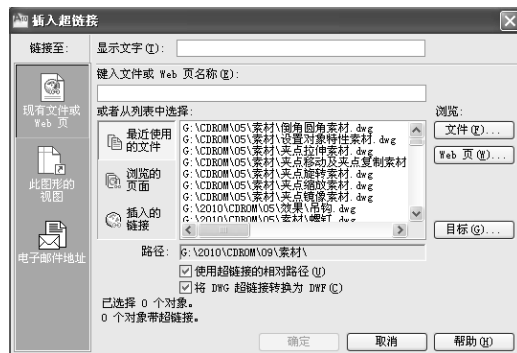 插入超链接
链接至:
显示文字(T):
键入文件或 Web 页名称(E):
或者从列表中选择:
浏览:
现有文件或
Web 页
此图形的
视图
电子邮件地址
最近使用
的文件
浏览的
页面
插入的
链接
G:\CDROM\05\素材\倒角圆角素材.dwg
G:\CDROM\05\素材\设置对象特性素材.dwg
G:\CDROM\05\素材\夹点拉伸素材.dwg
G:\CDROM\05\素材\夹点移动及夹点复制素材
G:\CDROM\05\素材\夹点旋转素材.dwg
G:\CDROM\05\素材\夹点缩放素材.dwg
G:\CDROM\05\素材\夹点镜像素材.dwg
G:\2010\CDROM\05\效果\吊钩.dwg
G:\2010\CDROM\05\素材\螺钉.dwg
文件(F)...
Web 页(W)...
目标(G)...
路径: G:\2010\CDROM\09\素材\
使用超链接的相对路径(U)
将 DWG 超链接转换为 DWF(C)
已选择 0 个对象。
0 个对象带超链接。
确定 取消 帮助(H)